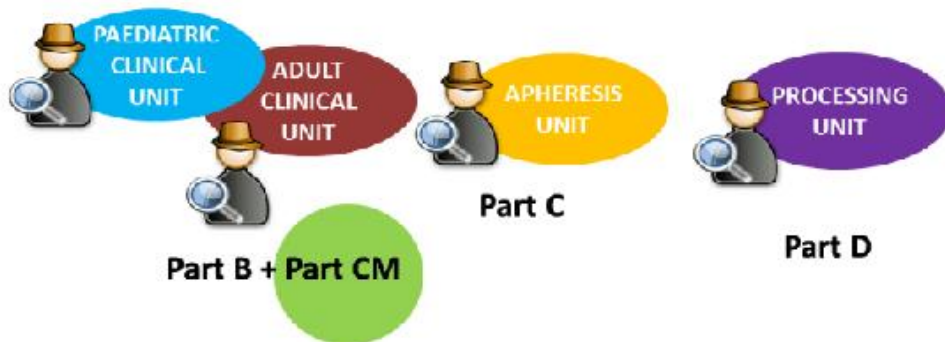 PAEDIATRIC
CLINICAL
UNIT
ADULT
CLINICAL
UNIT
APHERESIS
UNIT
PROCESSING
UNIT
Part C
Part D
Part B + Part CM